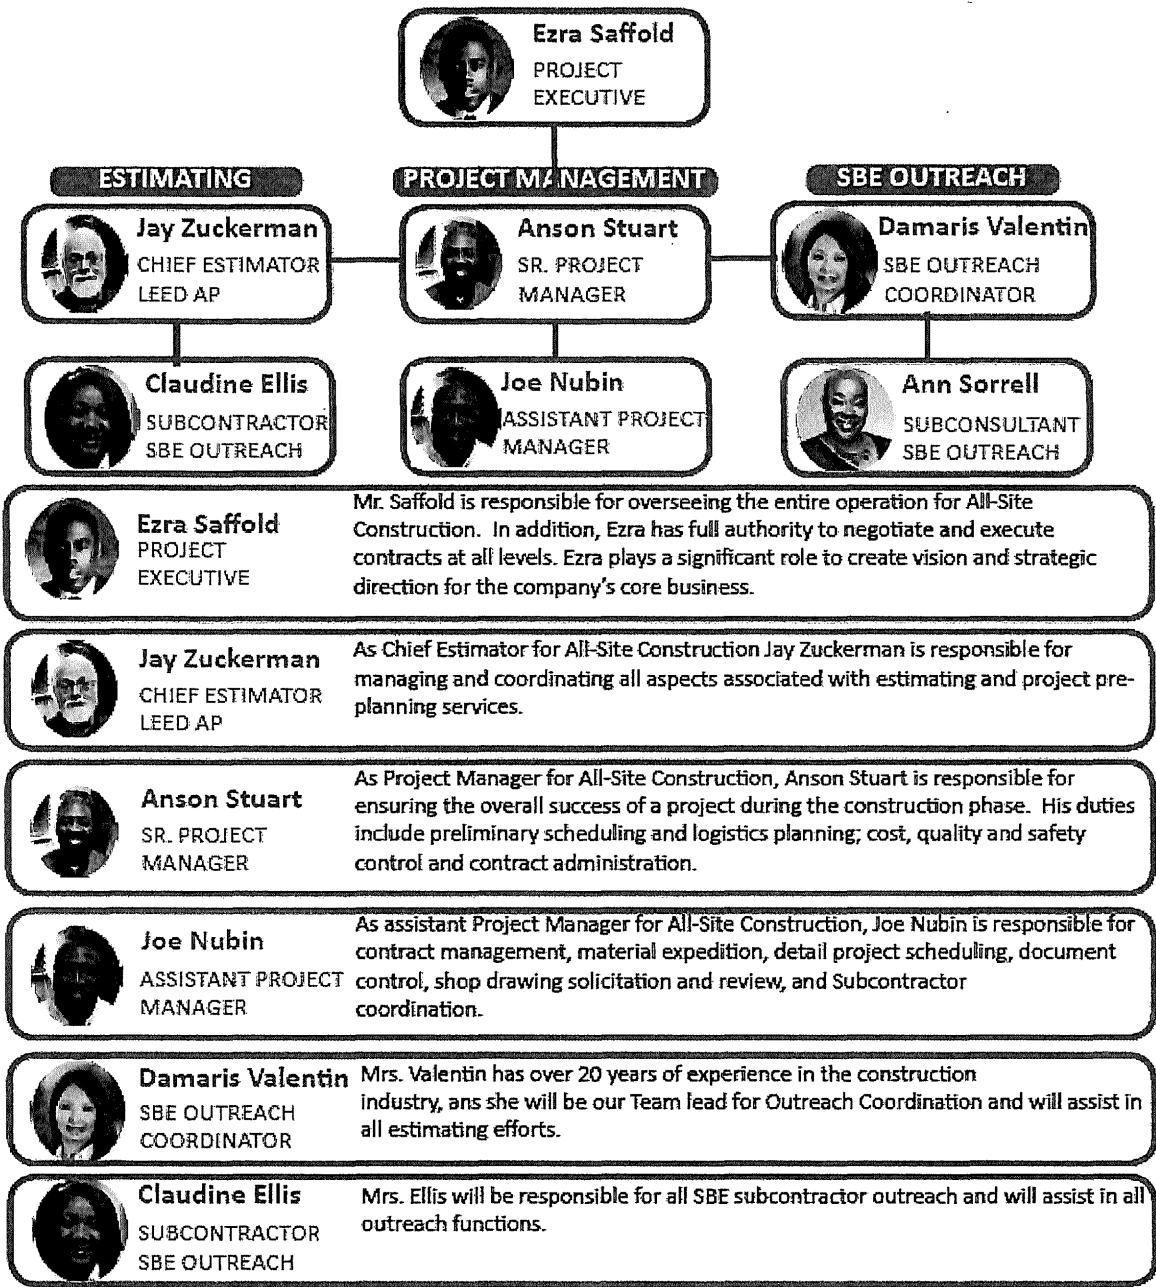 Ezra Saffold
PROJECT
EXECUTIVE
ESTIMATING
PROJECT MANAGEMENT
SBE OUTREACH
Jay Zuckerman
CHIEF ESTIMATOR
LEED AP
Anson Stuart
SR. PROJECT
MANAGER
Damaris Valentin
SBE OUTREACH
COORDINATOR
Claudine Ellis
SUBCONTRACTOR
SBE OUTREACH
Joe Nubin
ASSISTANT PROJECT
MANAGER
Ann Sorrell
SUBCONSULTANT
SBE OUTREACH
Ezra Saffold
PROJECT
EXECUTIVE
Mr. Saffold is responsible for overseeing the entire operation for All-Site
Construction. In addition, Ezra has full authority to negotiate and execute
contracts at all levels. Ezra plays a significant role to create vision and strategic
direction for the company's core business.
Jay Zuckerman
CHIEF ESTIMATOR
LEED AP
As Chief Estimator for All-Site Construction Jay Zuckerman is responsible for
managing and coordinating all aspects associated with estimating and project pre-
planning services.
Anson Stuart
SR. PROJECT
MANAGER
As Project Manager for All-Site Construction, Anson Stuart is responsible for
ensuring the overall success of a project during the construction phase. His duties
include preliminary scheduling and logistics planning; cost, quality and safety
control and contract administration.
Joe Nubin
ASSISTANT PROJECT
MANAGER
As assistant Project Manager for All-Site Construction, Joe Nubin is responsible for
contract management, material expedition, detail project scheduling, document
control, shop drawing solicitation and review, and Subcontractor
coordination.
Damaris Valentin
SBE OUTREACH
COORDINATOR
Mrs. Valentin has over 20 years of experience in the construction
industry, ans she will be our Team lead for Outreach Coordination and will assist in
all estimating efforts.
Claudine Ellis
SUBCONTRACTOR
SBE OUTREACH
Mrs. Ellis will be responsible for all SBE subcontractor outreach and will assist in all
outreach functions.